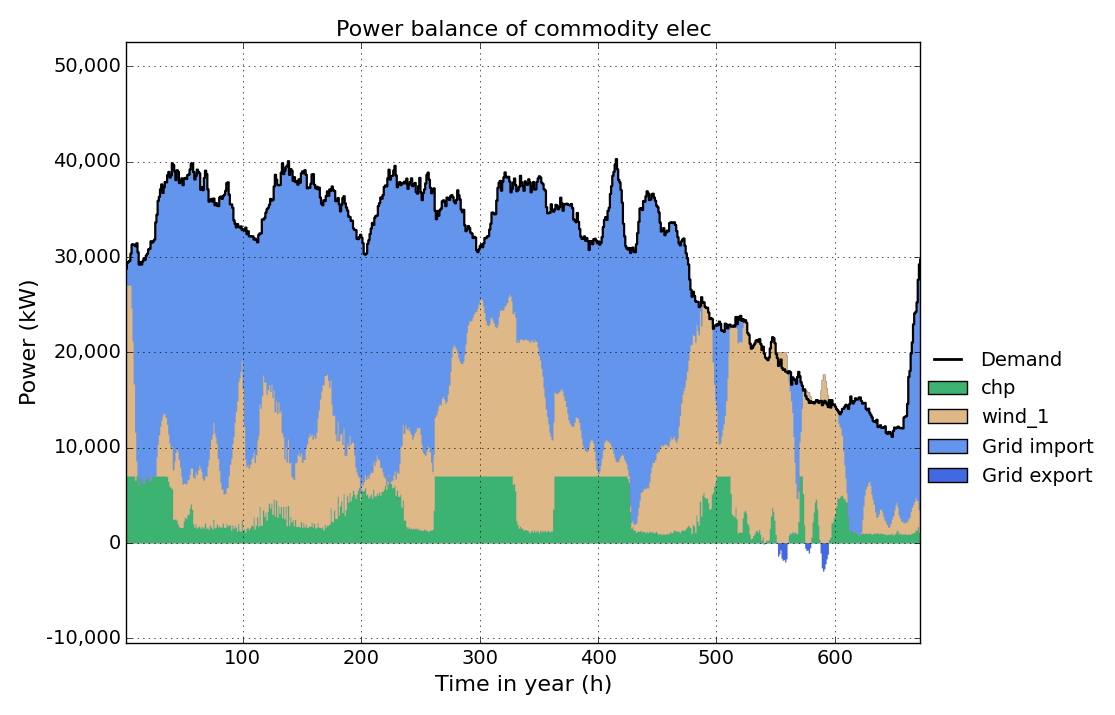 Power balance of commodity elec
50,000
40,000
30,000
20,000
10,000
0
-10,000
Power (kW)
100
200
300
400
500
600
Time in year (h)
Demand
chp
wind_1
Grid import
Grid export